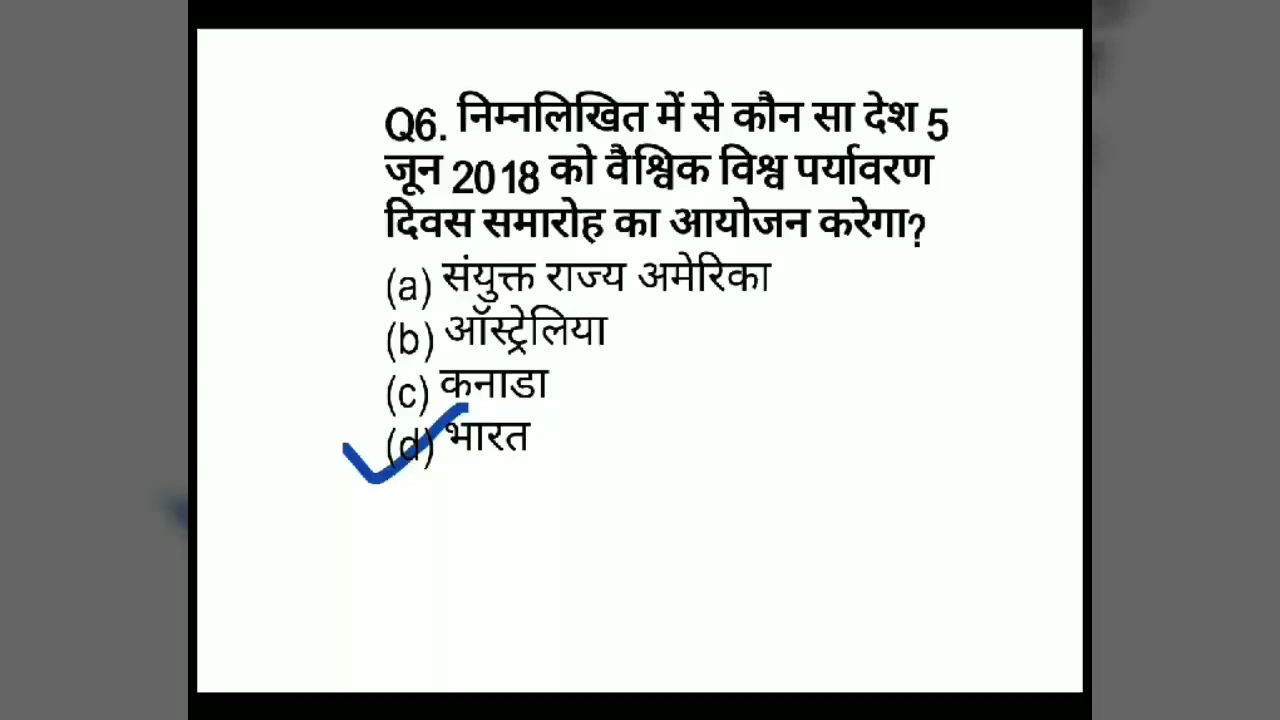 Q6. निम्नलिखित में से कौन सा देश 5
जून 2018 को वैश्विक विश्व पर्यावरण
दिवस समारोह का आयोजन करेगा?
(a) संयुक्त राज्य अमेरिका
(b) ऑस्ट्रेलिया
(c) कनाडा
(d) भारत